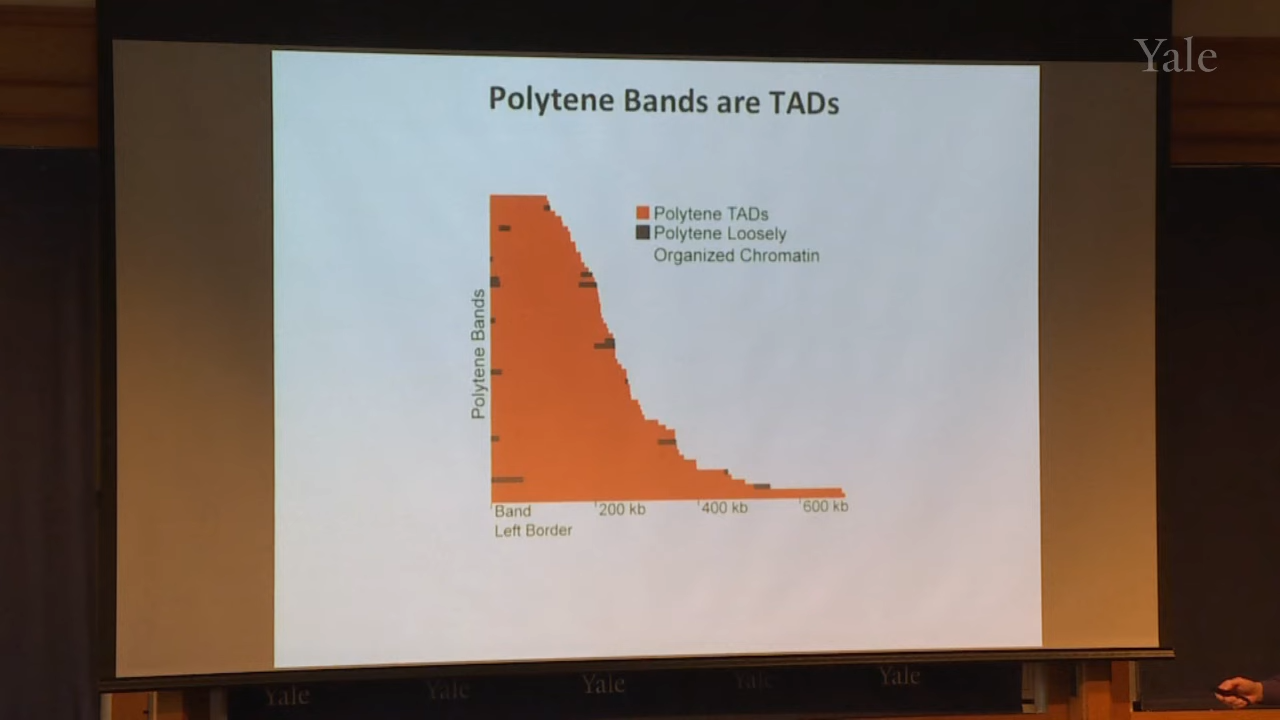 Yale
Polytene Bands are TADs
Polytene TADs
Polytene Loosely
Organized Chromatin
Polytene Bands
Band
Left Border
200 kb
400 kb
600 kb
Yale
Yale
Yale
Yale
Yale